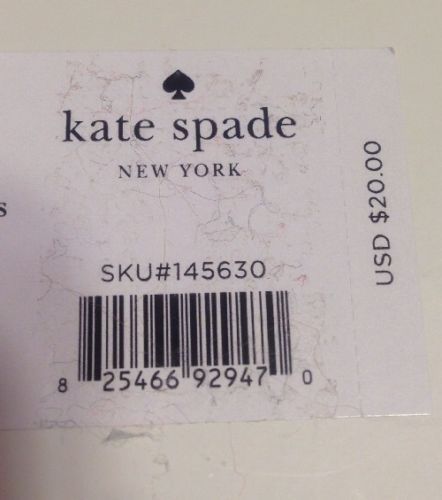 kate spade
NEW YORK
s
SKU#145630
8 25466 92947 0
USD $20.00